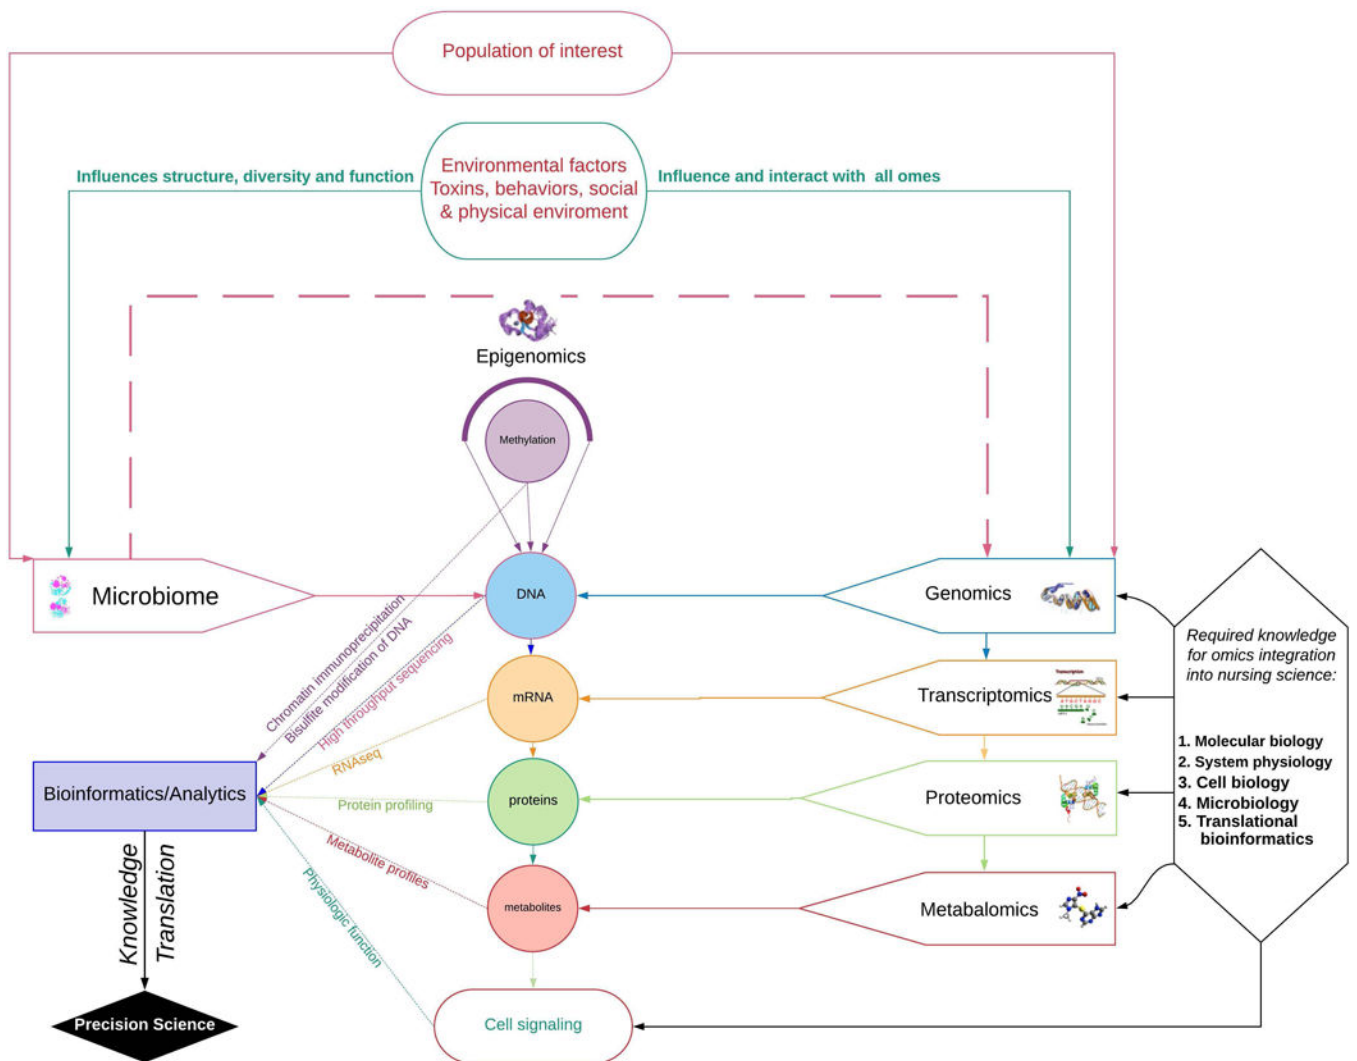 Population of interest
Environmental factors
Toxins, behaviors, social
& physical enviroment
Influences structure, diversity and function
Influence and interact with all omes
Epigenomics
Methylation
Microbiome
DNA
Genomics
Chromatin immunoprecipitation
Bisulfite modification of DNA
High throughput sequencing
mRNA
Transcriptomics
Transcription
RNAseq
Bioinformatics/Analytics
Protein profiling
proteins
Proteomics
Metabolite profiles
metabolites
Metabalomics
Physiologic function
Cell signaling
Knowledge
Translation
Precision Science
Required knowledge
for omics integration
into nursing science:
1. Molecular biology
2. System physiology
3. Cell biology
4. Microbiology
5. Translational
bioinformatics